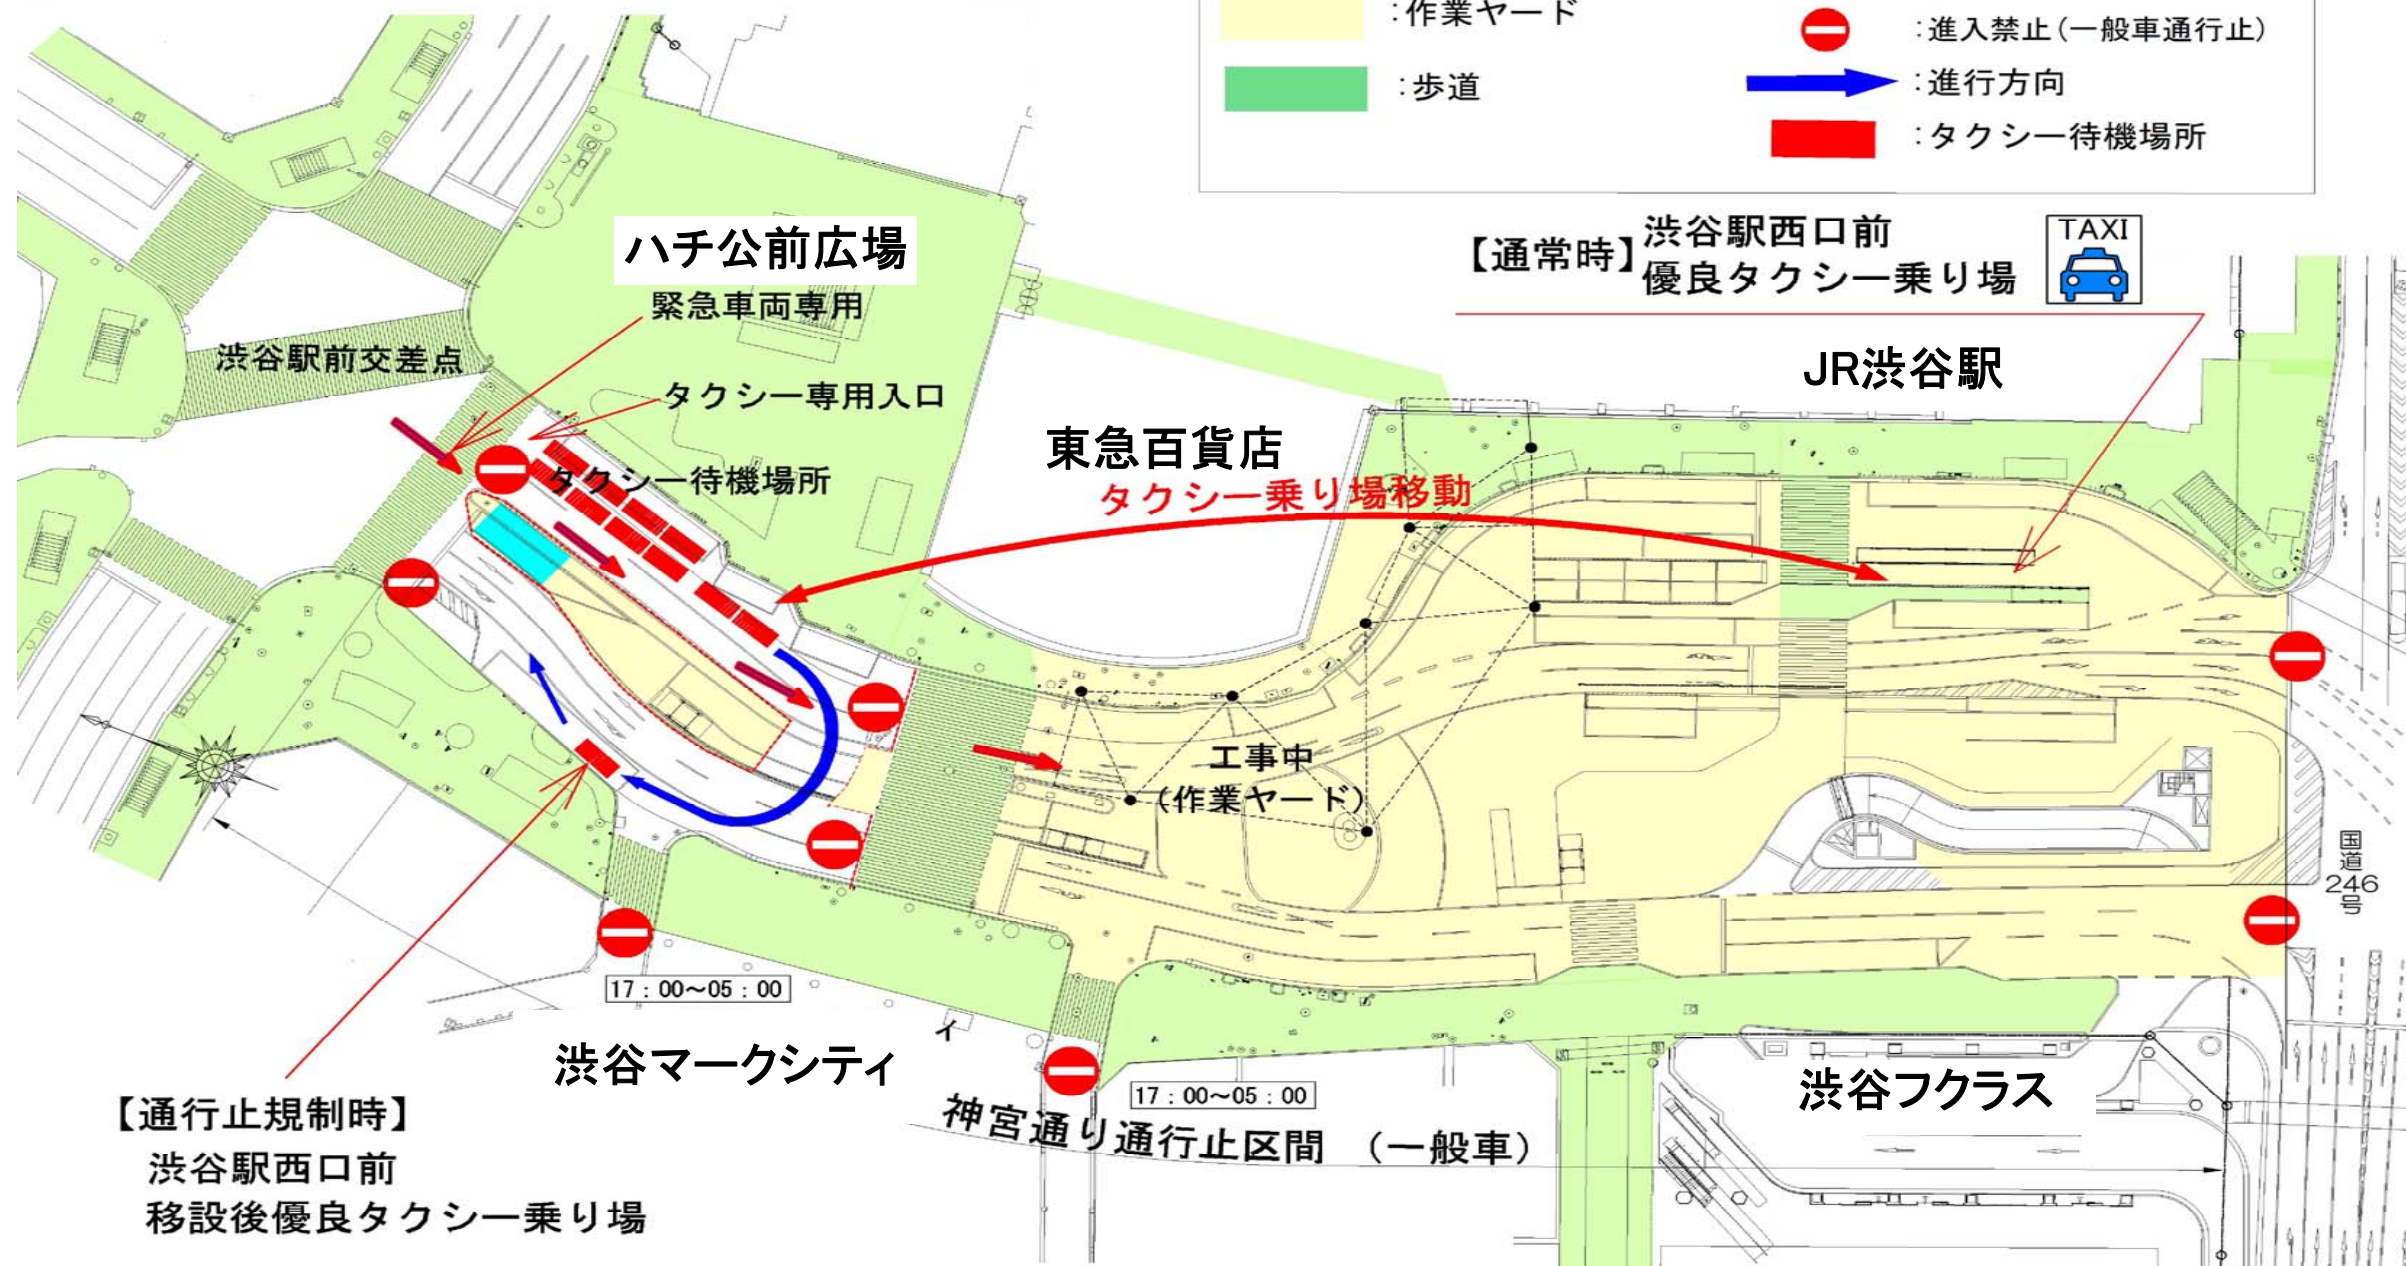 ：作業ヤード
：進入禁止（一般車通行止）
：歩道
：進行方向
：タクシー待機場所
ハチ公前広場
緊急車両専用
【通常時】
渋谷駅西口前
優良タクシー乗り場
TAXI
渋谷駅前交差点
タクシー専用入口
JR渋谷駅
東急百貨店
タクシー待機場所
タクシー乗り場移動
工事中
（作業ヤード）
国道246号
17：00～05：00
イ
渋谷マークシティ
17：00～05：00
渋谷フクラス
神宮通り通行止区間　（一般車）
【通行止規制時】
渋谷駅西口前
移設後優良タクシー乗り場